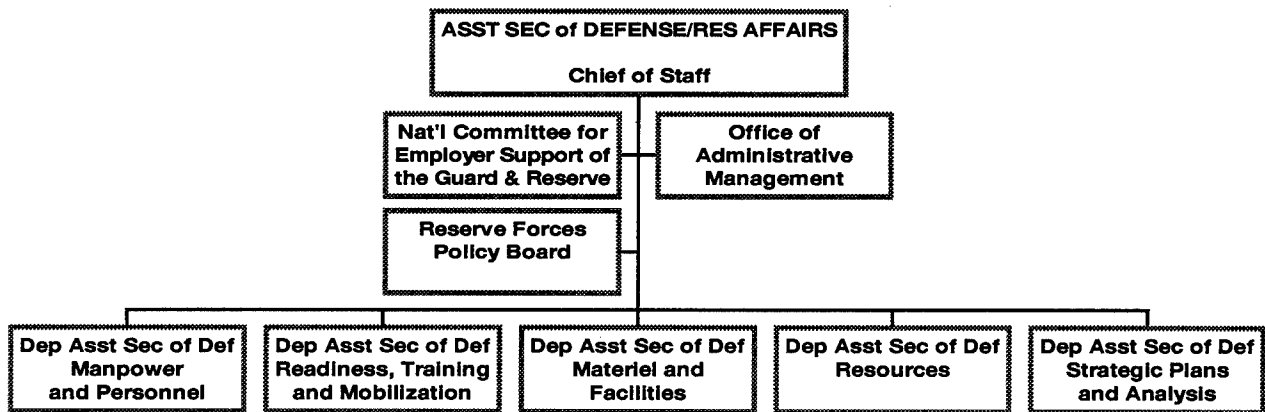 ASST SEC of DEFENSE/RES AFFAIRS
Chief of Staff
Nat'l Committee for
Employer Support of
the Guard & Reserve
Office of
Administrative
Management
Reserve Forces
Policy Board
Dep Asst Sec of Def
Manpower
and Personnel
Dep Asst Sec of Def
Readiness, Training
and Mobilization
Dep Asst Sec of Def
Materiel and
Facilities
Dep Asst Sec of Def
Resources
Dep Asst Sec of Def
Strategic Plans
and Analysis